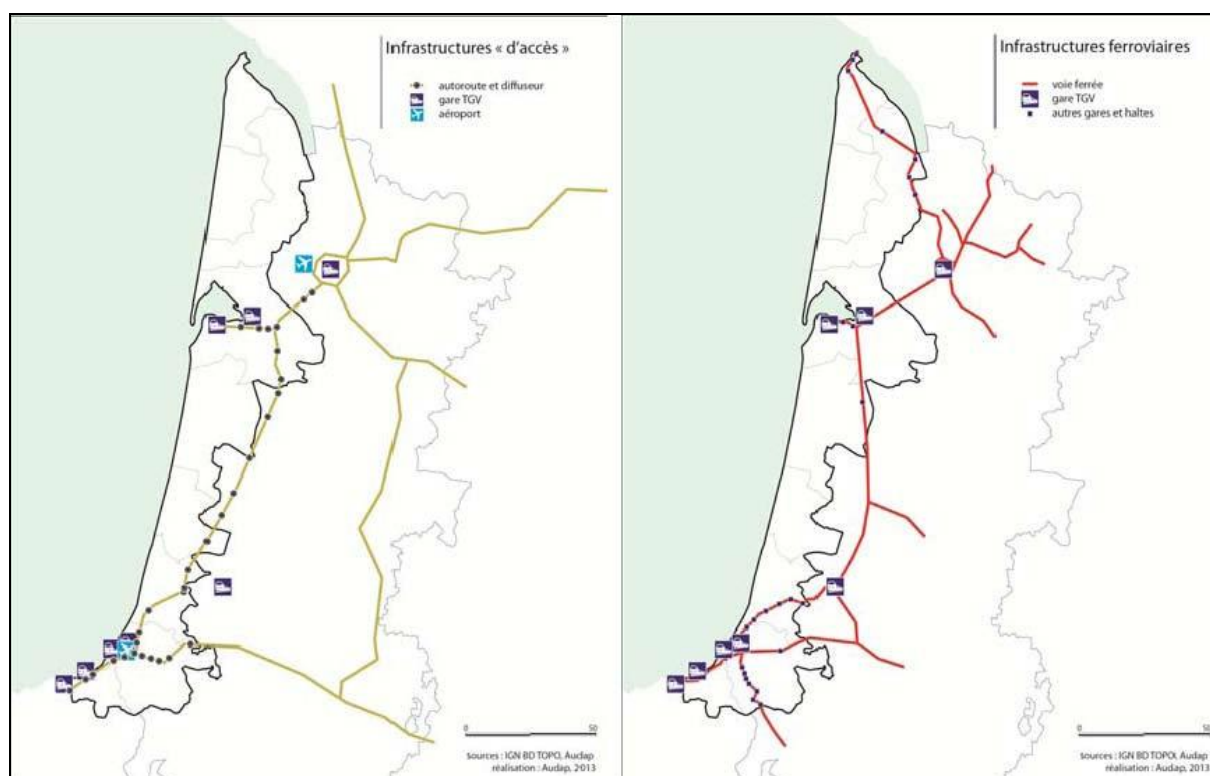 Infrastructures « d'accès »
autoroute et diffuseur
gare TGV
aéroport
0 50
Sources : IGN BD TOPO, Audap
réalisation : Audap, 2013
Infrastructures ferroviaires
voie ferrée
gare TGV
autres gares et haltes
0 50
Sources : IGN BD TOPO, Audap
réalisation : Audap, 2013